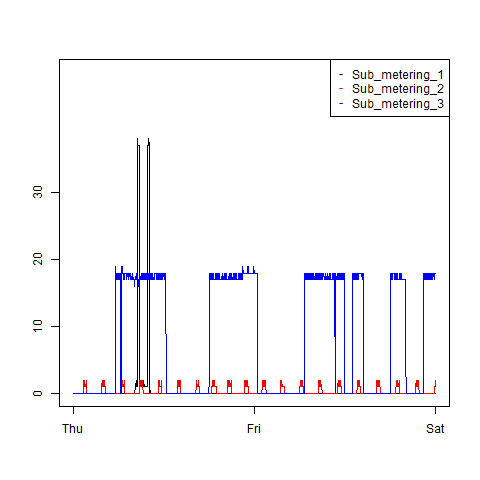 Sub_metering_1
Sub_metering_2
Sub_metering_3
30
20
10
0
Thu Fri Sat